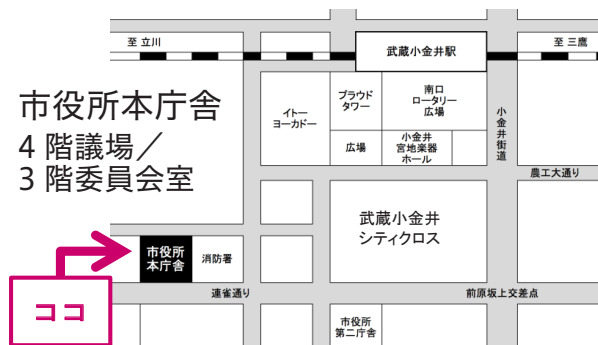 至 立川
武蔵小金井駅
至 三鷹
市役所本庁舎
4 階議場／
3 階委員会室
イトー
ヨーカドー
プラウド
タワー
南口
ロータリー
広場
広場
小金井
宮地楽器
ホール
小金井街道
農工大通り
武蔵小金井
シティクロス
市役所
本庁舎
消防署
ココ
連雀通り
前原坂上交差点
市役所
第二庁舎